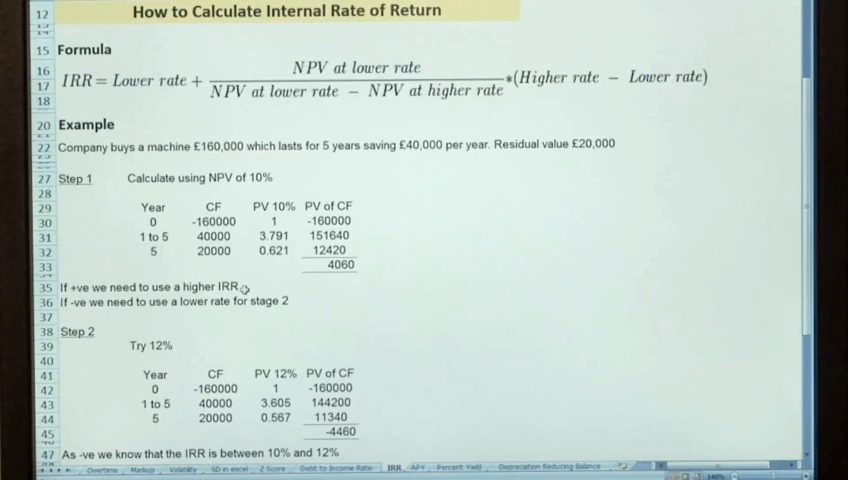 12 How to Calculate Internal Rate of Return
15 Formula
16 NPV at lower rate
17 IRR = Lower rate + ———— *(Higher rate − Lower rate)
18 NPV at lower rate − NPV at higher rate
20 Example
22 Company buys a machine £160,000 which lasts for 5 years saving £40,000 per year. Residual value £20,000
27 Step 1 Calculate using NPV of 10%
28
29 Year CF PV 10% PV of CF
30 0 -160000 1 -160000
31 1 to 5 40000 3.791 151640
32 5 20000 0.621 12420
33 4060
35 If +ve we need to use a higher IRR
36 If -ve we need to use a lower rate for stage 2
37
38 Step 2
39 Try 12%
40
41 Year CF PV 12% PV of CF
42 0 -160000 1 -160000
43 1 to 5 40000 3.605 144200
44 5 20000 0.567 11340
45 -4460
47 As -ve we know that the IRR is between 10% and 12%
Overtime Markup Volatility SD in excel Z Score Debt to Income Ratio IRR APY Percent Yield Depreciation Reducing Balance
140%